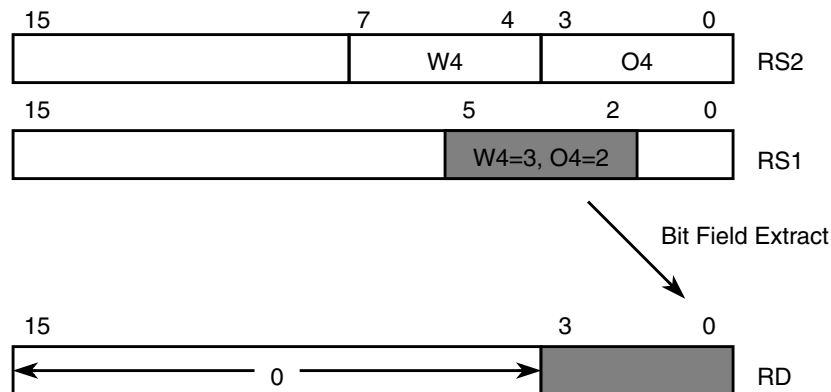 15 7 4 3 0
W4 O4 RS2
15 5 2 0
W4=3, O4=2 RS1
Bit Field Extract
15 3 0
0 RD